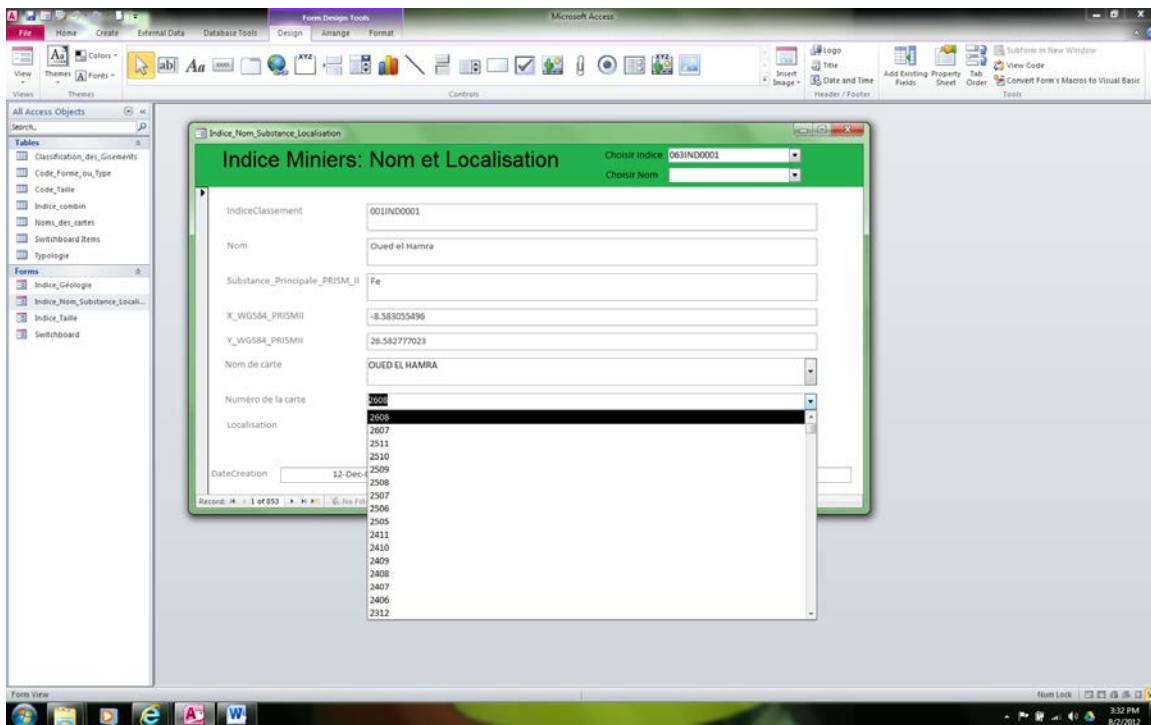 Form Design Tools
Microsoft Access
File Home Create External Data Database Tools Design Arrange Format
View
Themes
Colors
Fonts
Insert Image
Logo
Title
Date and Time
Add Existing Fields
Property Sheet
Tab Order
Subform in New Window
View Code
Convert Form's Macros to Visual Basic
Views Themes Controls Header / Footer Tools
All Access Objects
Search..
Tables
Classification_des_Gisements
Code_Forme_ou_Type
Code_Taille
Indice_combin
Noms_des_cartes
Switchboard Items
Typologie
Forms
Indice_Géologie
Indice_Nom_Substance_Locali...
Indice_Taille
Switchboard
Indice_Nom_Substance_Localisation
Indice Miniers: Nom et Localisation
Choisir Indice 063IND0001
Choisir Nom
IndiceClassement 001IND0001
Nom Oued el Hamra
Substance_Principale_PRISM_II Fe
X_WGS84_PRISMII -8.583055496
Y_WGS84_PRISMII 26.582777023
Nom de carte OUED EL HAMRA
Numéro de la carte 2608
2608
2607
2511
2510
2509
2508
2507
2506
2505
2411
2410
2409
2408
2407
2406
2312
Localisation
DateCreation 12-Dec-
Record: 1 of 853 No Fil
Form View
Num Lock
3:32 PM
8/2/2012